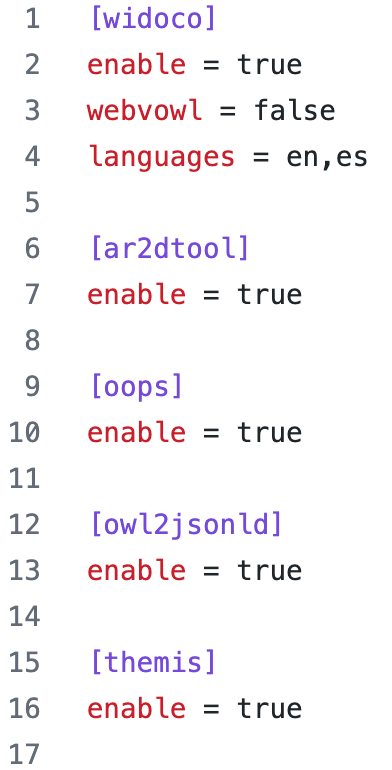 1 [widoco]
2 enable = true
3 webvowl = false
4 languages = en,es
5
6 [ar2dtool]
7 enable = true
8
9 [oops]
10 enable = true
11
12 [owl2jsonld]
13 enable = true
14
15 [themis]
16 enable = true
17